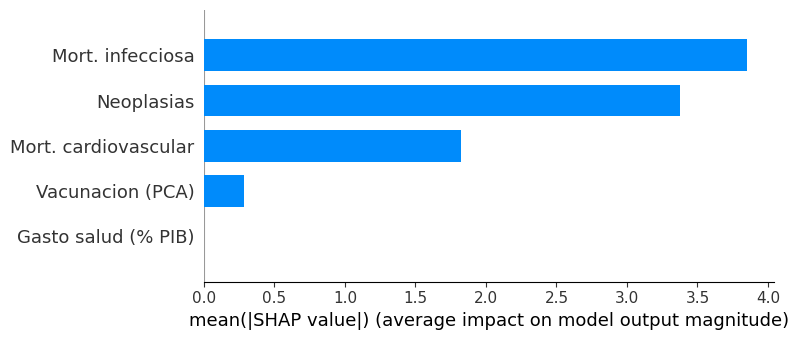 Mort. infecciosa
Neoplasias
Mort. cardiovascular
Vacunacion (PCA)
Gasto salud (% PIB)
0.0 0.5 1.0 1.5 2.0 2.5 3.0 3.5 4.0
mean(|SHAP value|) (average impact on model output magnitude)